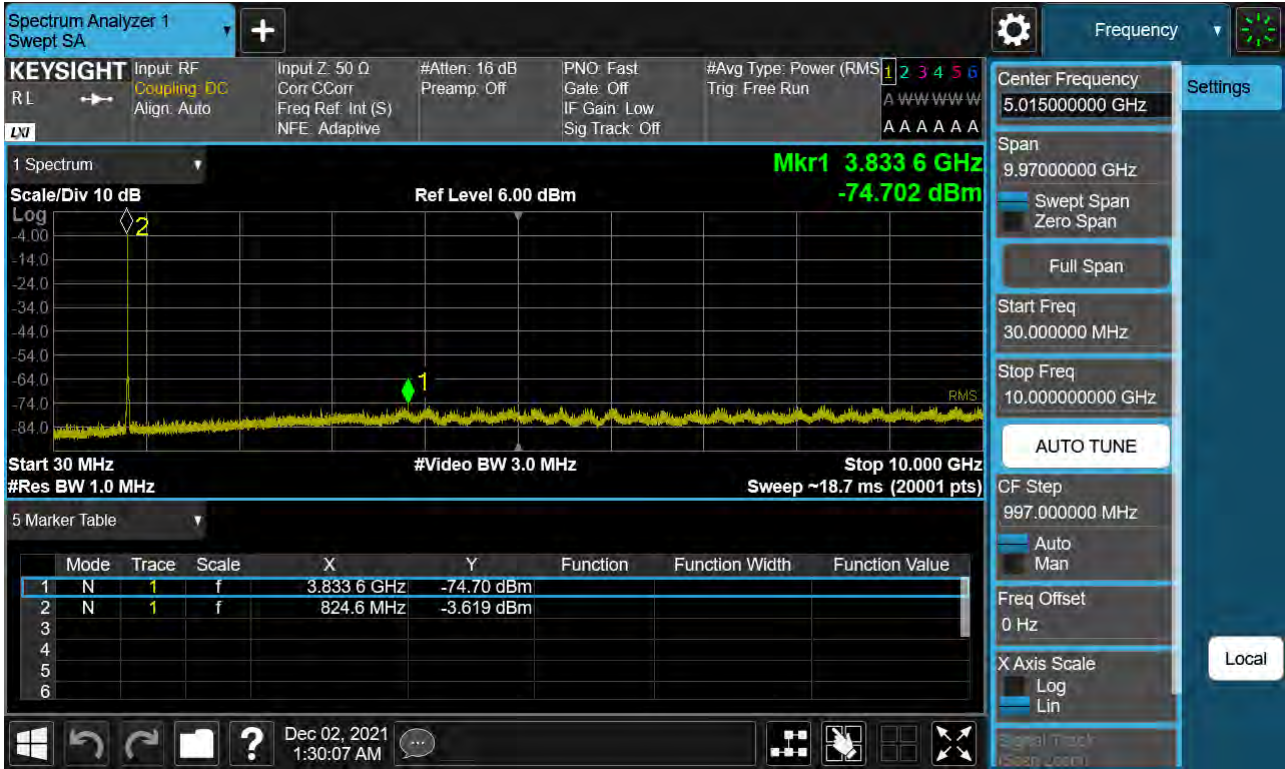 Spectrum Analyzer 1
Swept SA
+
Frequency
KEYSIGHT
RL
LXI
Input: RF
Coupling: DC
Align: Auto
Input Z: 50 Ω
Corr CCorr
Freq Ref: Int (S)
NFE: Adaptive
#Atten: 16 dB
Preamp: Off
PNO: Fast
Gate: Off
IF Gain: Low
Sig Track: Off
#Avg Type: Power (RMS
Trig: Free Run
1 2 3 4 5 6
A W W W W W
A A A A A A
1 Spectrum
Mkr1 3.833 6 GHz
-74.702 dBm
Scale/Div 10 dB
Ref Level 6.00 dBm
Log
-4.00
-14.0
-24.0
-34.0
-44.0
-54.0
-64.0
-74.0
-84.0
2
1
RMS
Start 30 MHz
#Video BW 3.0 MHz
Stop 10.000 GHz
#Res BW 1.0 MHz
Sweep ~18.7 ms (20001 pts)
5 Marker Table
Mode Trace Scale X Y Function Function Width Function Value
1 N 1 f 3.833 6 GHz -74.70 dBm
2 N 1 f 824.6 MHz -3.619 dBm
3
4
5
6
Dec 02, 2021
1:30:07 AM
?
Center Frequency
5.015000000 GHz
Settings
Span
9.97000000 GHz
Swept Span
Zero Span
Full Span
Start Freq
30.000000 MHz
Stop Freq
10.000000000 GHz
AUTO TUNE
CF Step
997.000000 MHz
Auto
Man
Freq Offset
0 Hz
X Axis Scale
Log
Lin
Local
Signal Track
(Span Zoom)